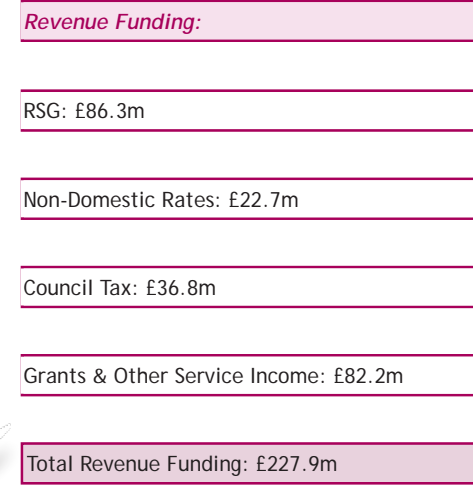 Revenue Funding:
RSG: £86.3m
Non-Domestic Rates: £22.7m
Council Tax: £36.8m
Grants & Other Service Income: £82.2m
Total Revenue Funding: £227.9m